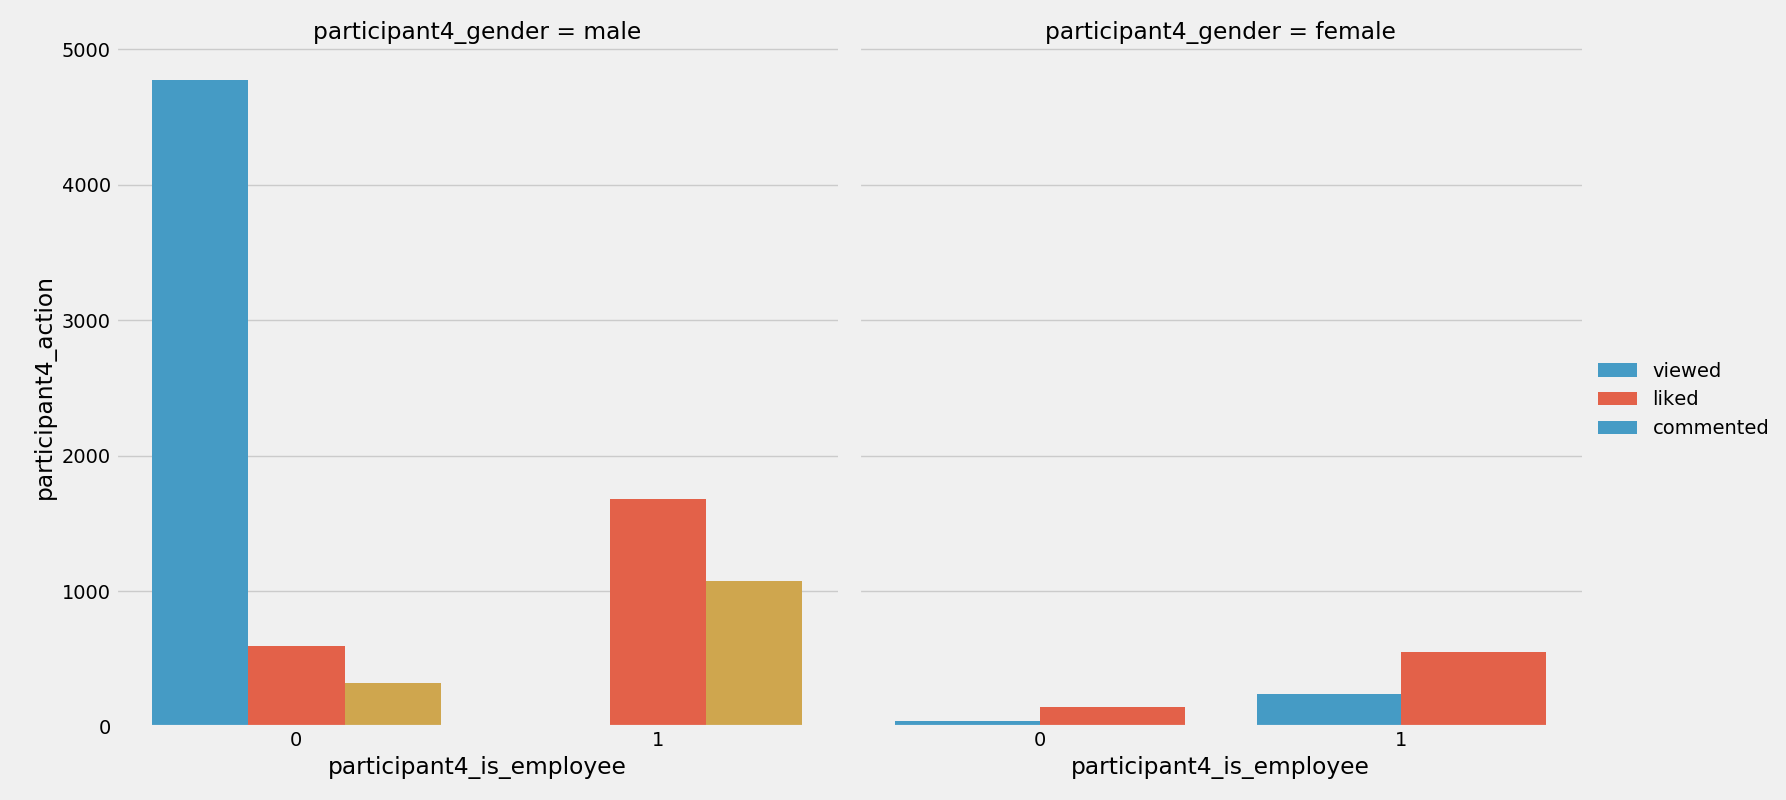 participant4_gender = male
participant4_gender = female
5000
4000
3000
2000
1000
0
participant4_action
0
1
0
1
participant4_is_employee
participant4_is_employee
viewed
liked
commented